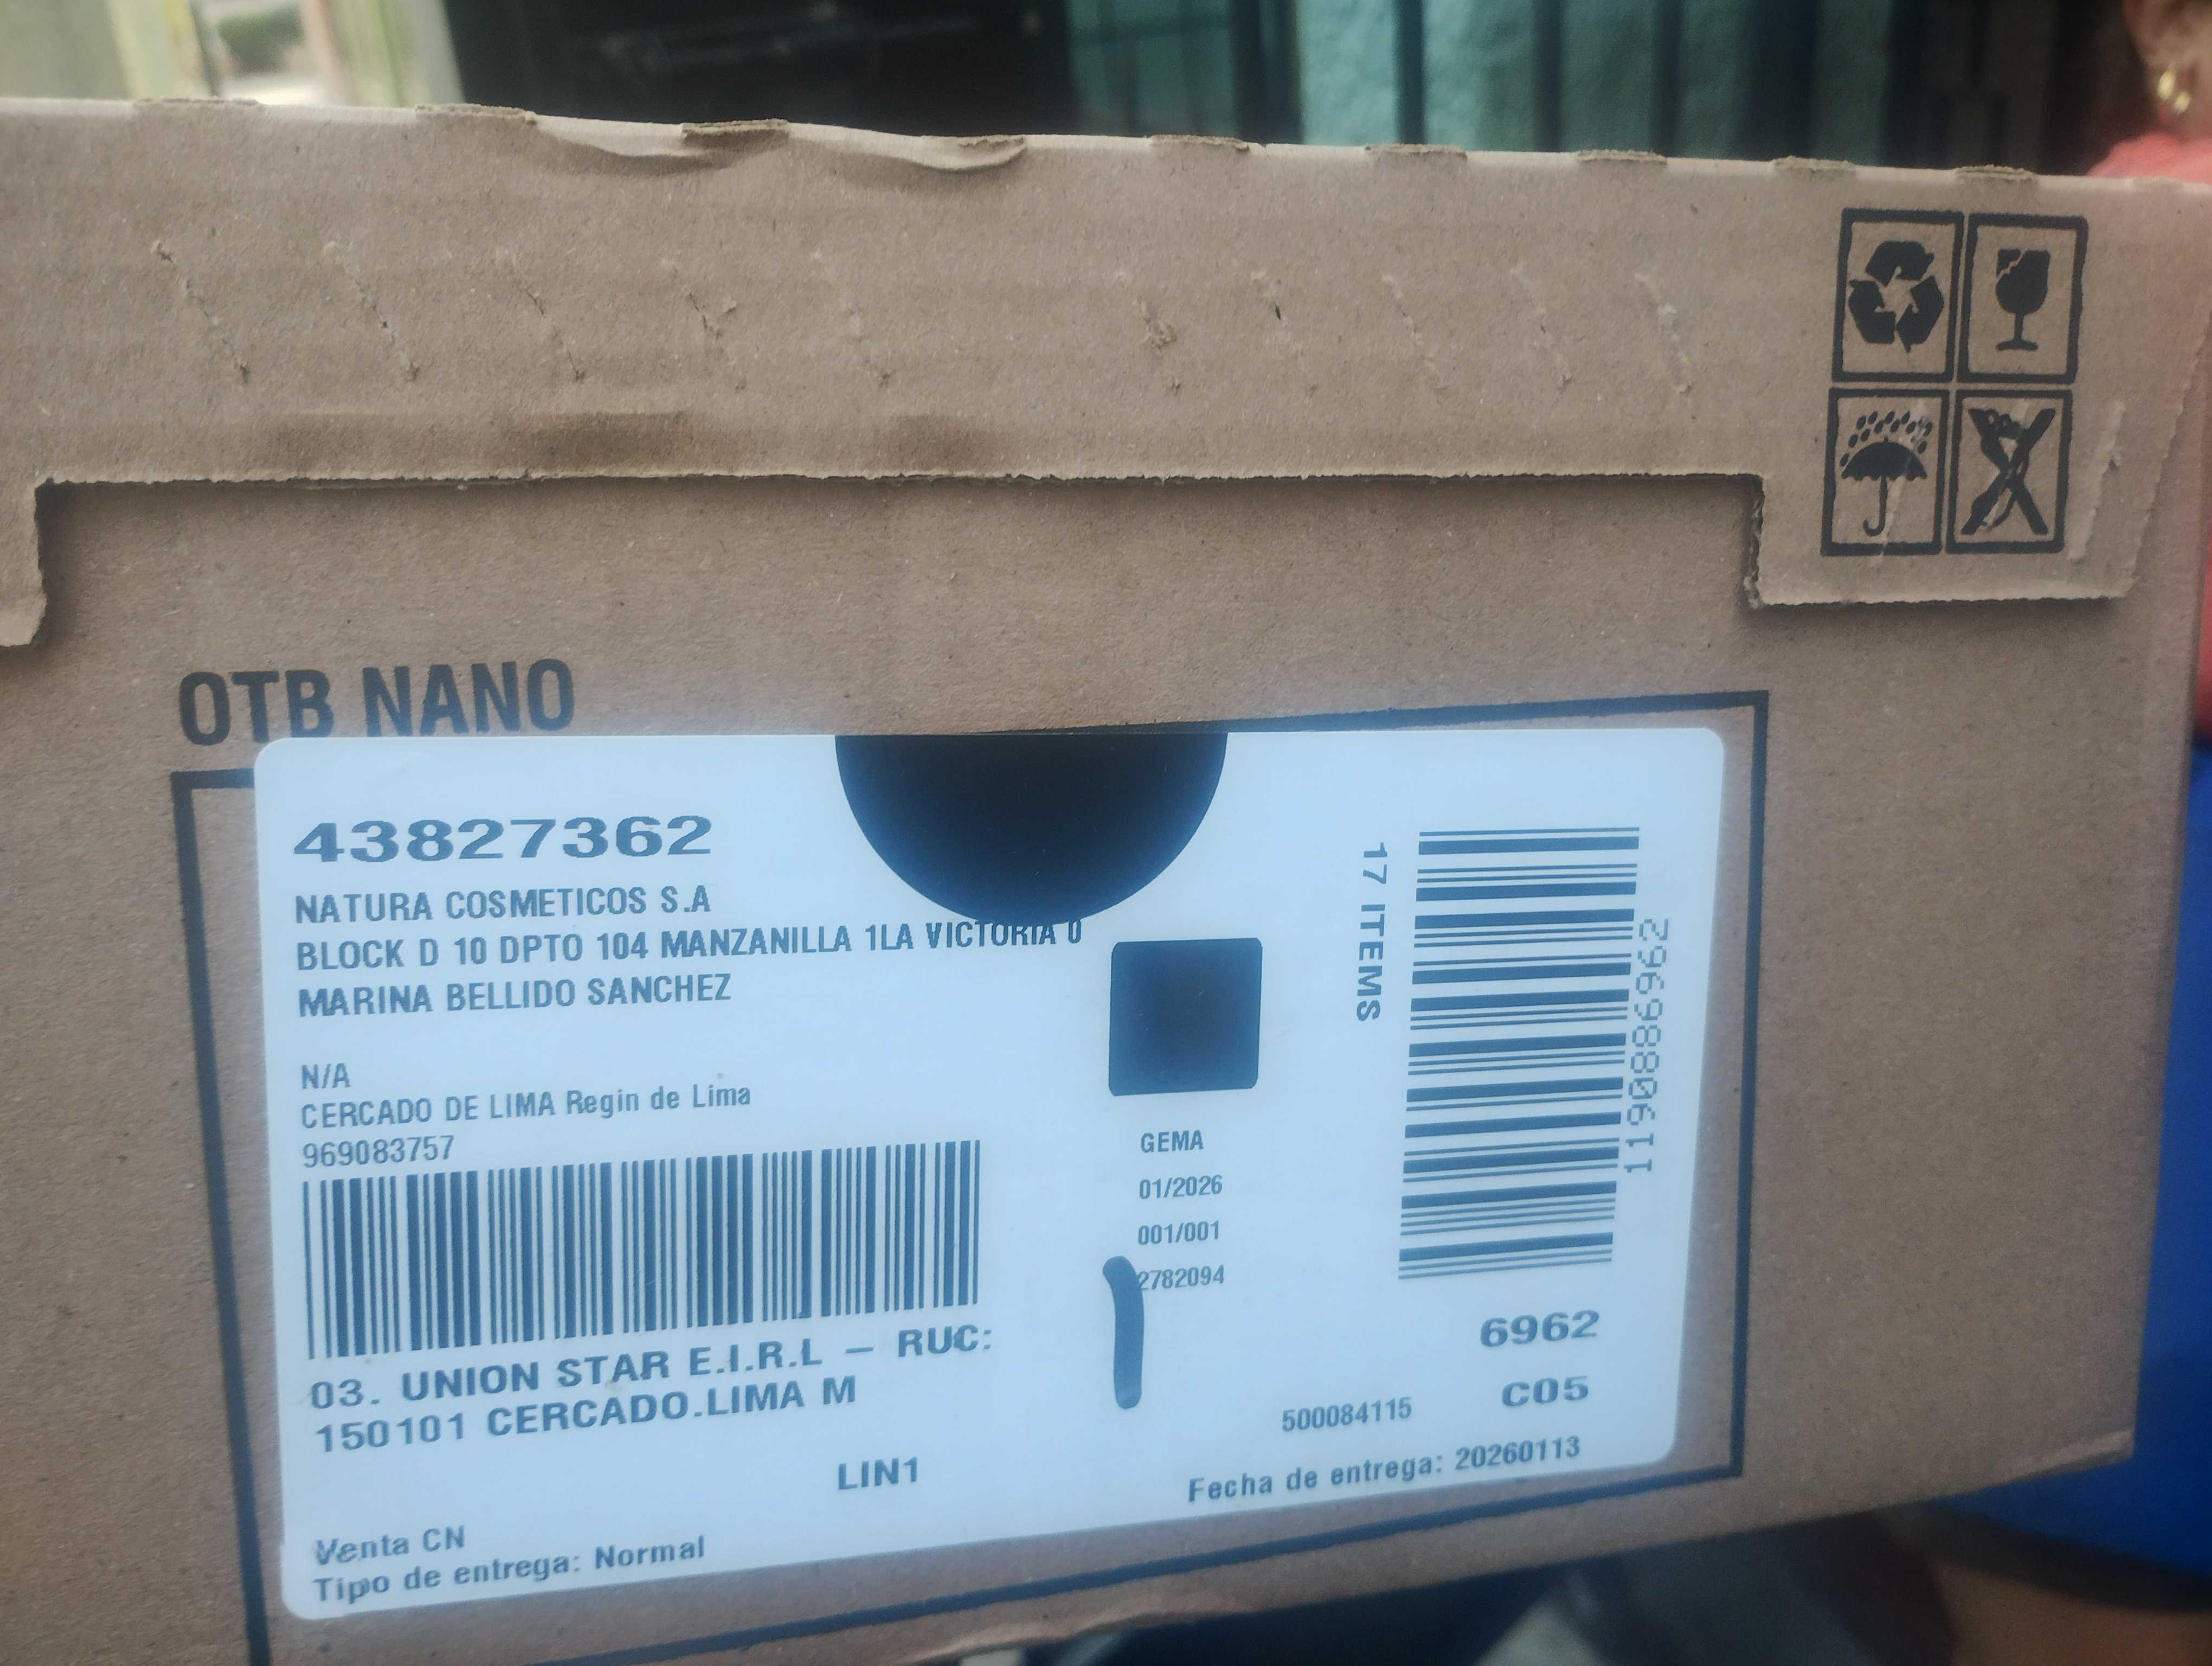 OTB NANO
43827362
NATURA COSMETICOS S.A
BLOCK D 10 DPTO 104 MANZANILLA 1LA VICTORIA 0
MARINA BELLIDO SANCHEZ
N/A
CERCADO DE LIMA Regin de Lima
969083757
03. UNION STAR E.I.R.L - RUC:
150101 CERCADO.LIMA M
LIN1
Venta CN
Tipo de entrega: Normal
GEMA
01/2026
001/001
2782094
17 ITEMS
1190886962
6962
C05
500084115
Fecha de entrega: 20260113